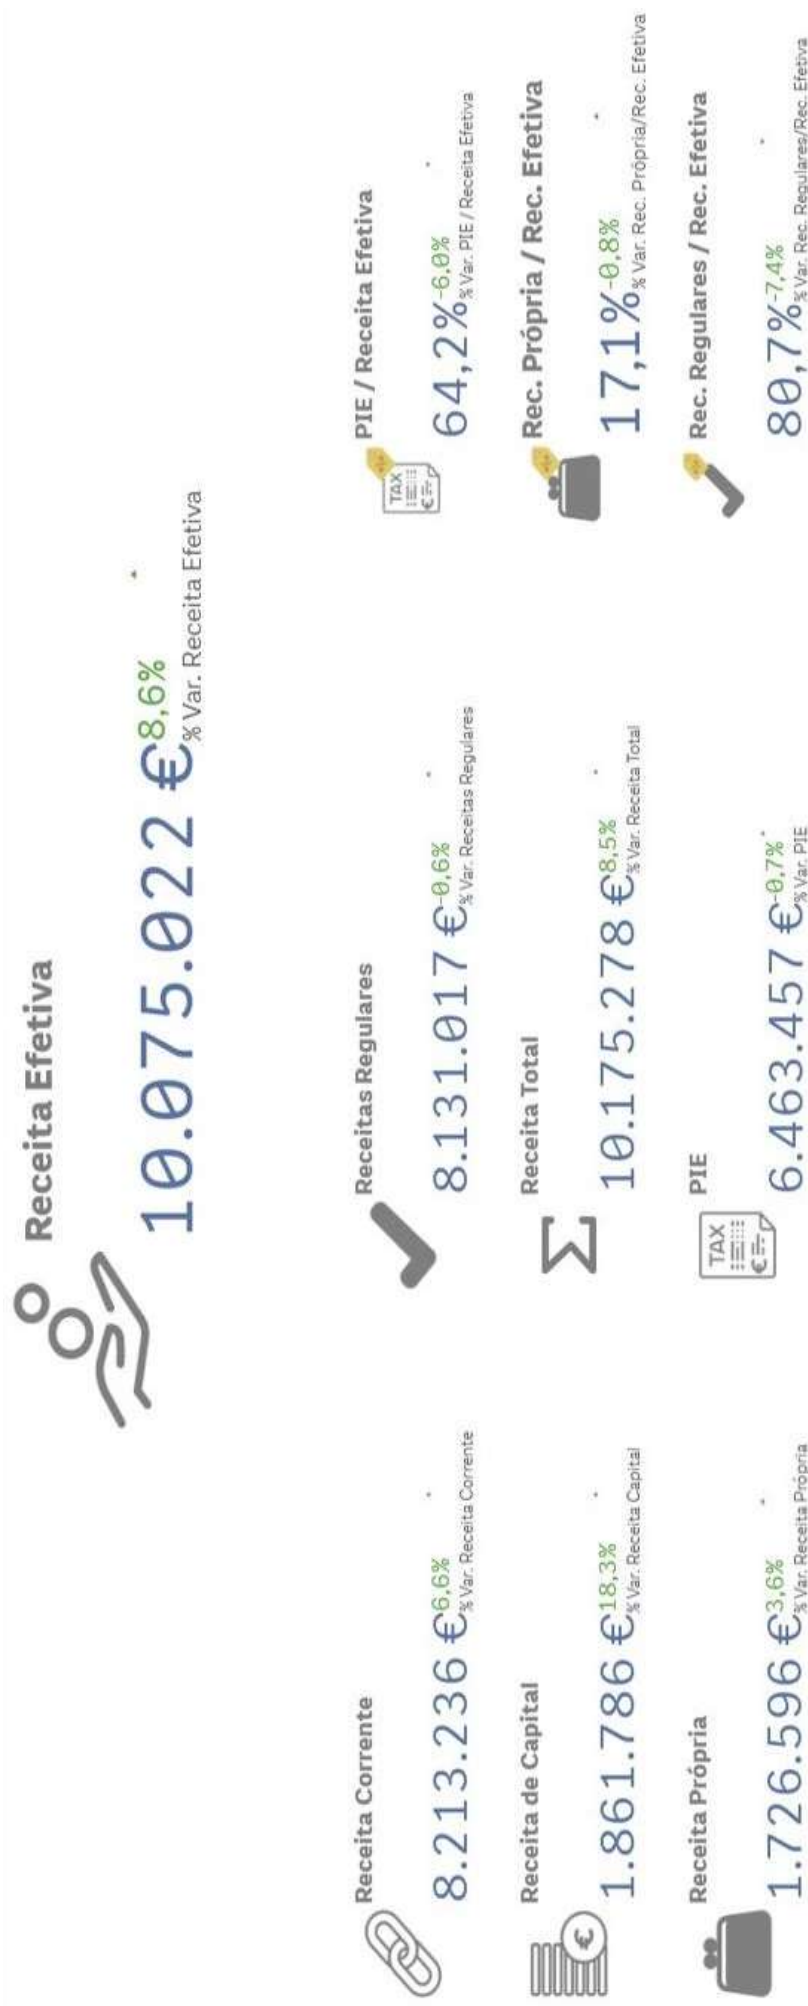 Receita Efetiva
10.075.022 €
8,6%
% Var. Receita Efetiva
Receita Corrente
8.213.236 €
6,6%
% Var. Receita Corrente
Receitas Regulares
8.131.017 €
-0,6%
% Var. Receitas Regulares
TAX
€
PIE / Receita Efetiva
64,2%
-6,0%
% Var. PIE / Receita Efetiva
€
Receita de Capital
1.861.786 €
18,3%
% Var. Receita Capital
Σ
Receita Total
10.175.278 €
8,5%
% Var. Receita Total
Rec. Própria / Rec. Efetiva
17,1%
-0,8%
% Var. Rec. Própria/Rec. Efetiva
Receita Própria
1.726.596 €
3,6%
% Var. Receita Própria
TAX
€
PIE
6.463.457 €
-0,7%
% Var. PIE
Rec. Regulares / Rec. Efetiva
80,7%
-7,4%
% Var. Rec. Regulares/Rec. Efetiva